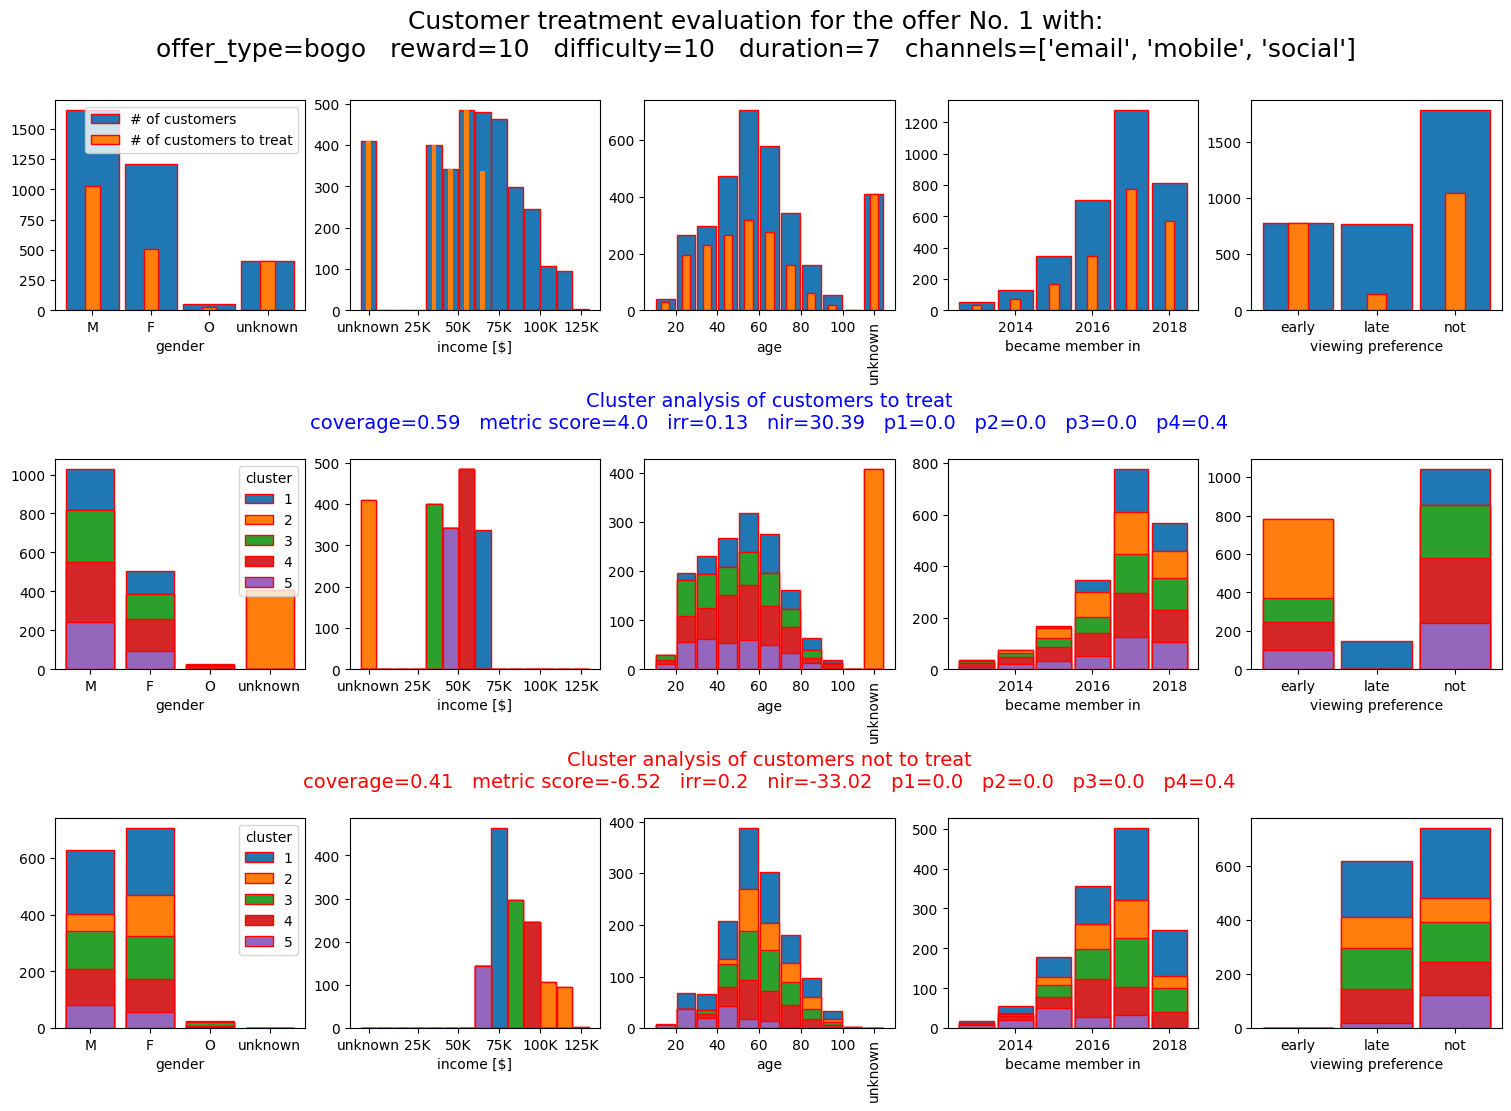 Customer treatment evaluation for the offer No. 1 with:
offer_type=bogo   reward=10   difficulty=10   duration=7   channels=['email', 'mobile', 'social']
# of customers
# of customers to treat
1500
1250
1000
750
500
250
0
M F O unknown
gender
500
400
300
200
100
0
unknown 25K 50K 75K 100K 125K
income [$]
600
400
200
0
20 40 60 80 100 unknown
age
1200
1000
800
600
400
200
0
2014 2016 2018
became member in
1500
1000
500
0
early late not
viewing preference
Cluster analysis of customers to treat
coverage=0.59   metric score=4.0   irr=0.13   nir=30.39   p1=0.0   p2=0.0   p3=0.0   p4=0.4
cluster
1
2
3
4
5
1000
800
600
400
200
0
M F O unknown
gender
500
400
300
200
100
0
unknown 25K 50K 75K 100K 125K
income [$]
400
300
200
100
0
20 40 60 80 100 unknown
age
800
600
400
200
0
2014 2016 2018
became member in
1000
800
600
400
200
0
early late not
viewing preference
Cluster analysis of customers not to treat
coverage=0.41   metric score=-6.52   irr=0.2   nir=-33.02   p1=0.0   p2=0.0   p3=0.0   p4=0.4
cluster
1
2
3
4
5
600
400
200
0
M F O unknown
gender
400
300
200
100
0
unknown 25K 50K 75K 100K 125K
income [$]
400
300
200
100
0
20 40 60 80 100 unknown
age
500
400
300
200
100
0
2014 2016 2018
became member in
600
400
200
0
early late not
viewing preference